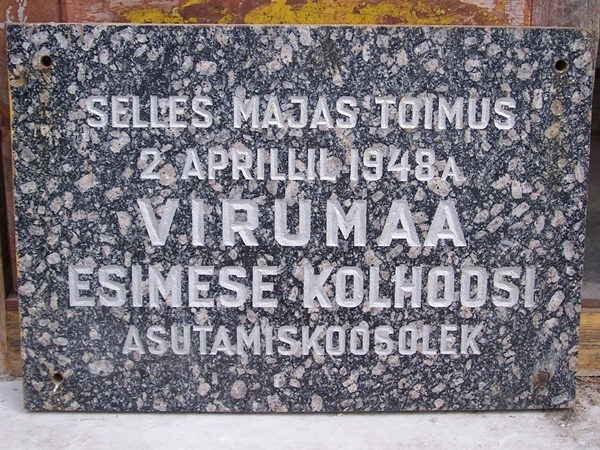 SELLES MAJAS TOIMUS
2. APRILLIL 1948 A.
VIRUMAA
ESIMESE KOLHOOSI
ASUTAMISKOOSOLEK